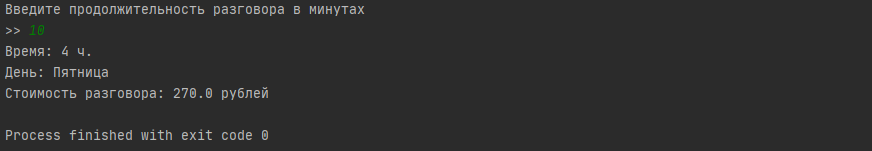 Введите продолжительность разговора в минутах
>> 10
Время: 4 ч.
День: Пятница
Стоимость разговора: 270.0 рублей
Process finished with exit code 0